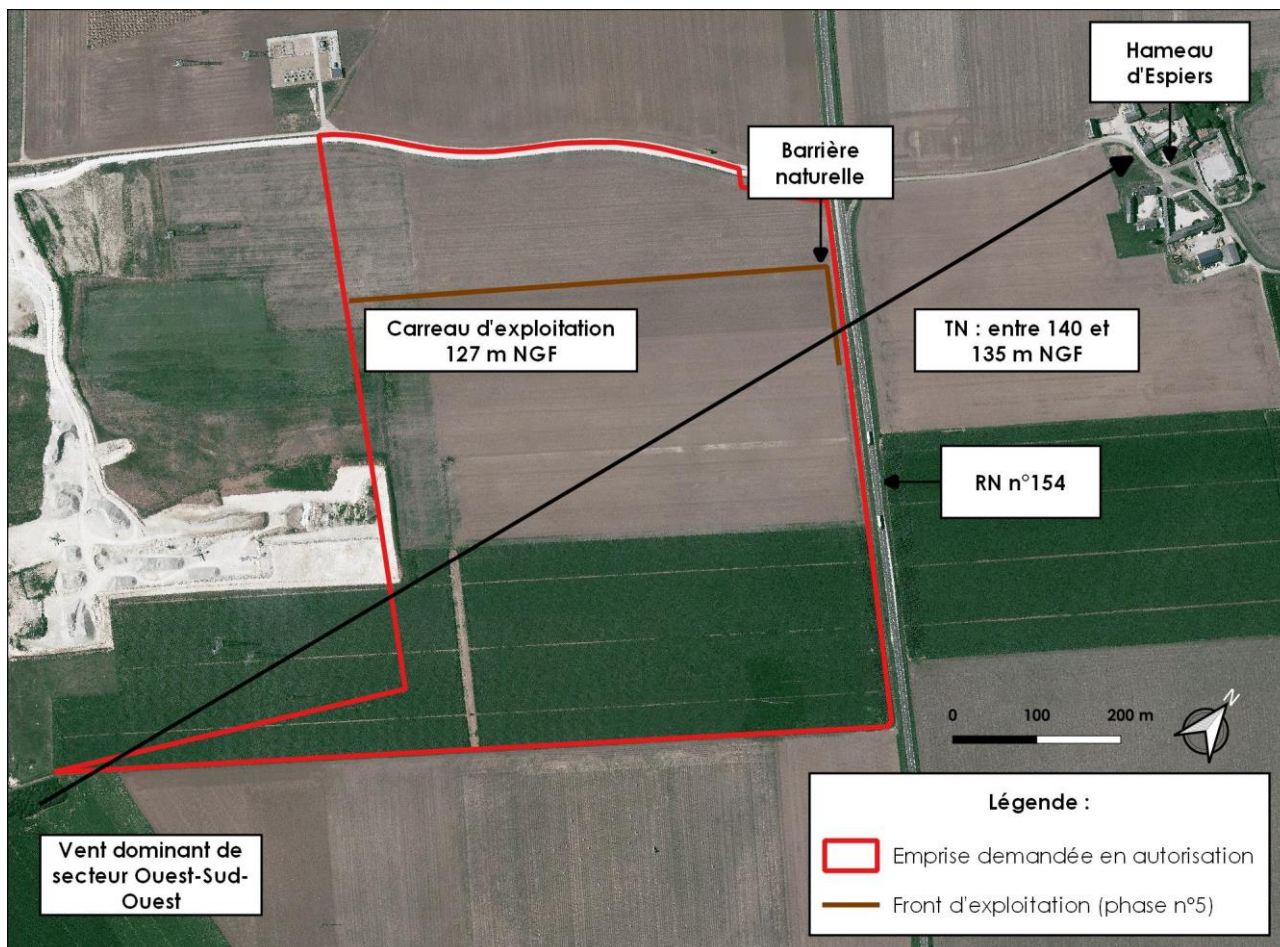 Hameau
d'Espiers
Barrière
naturelle
Carreau d'exploitation
127 m NGF
TN : entre 140 et
135 m NGF
RN n°154
N
0 100 200 m
Vent dominant de
secteur Ouest-Sud-
Ouest
Légende :
Emprise demandée en autorisation
Front d'exploitation (phase n°5)